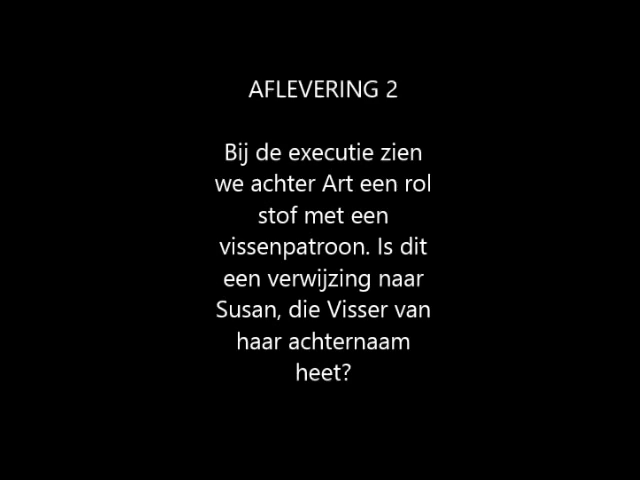 AFLEVERING 2
Bij de executie zien
we achter Art een rol
stof met een
vissenpatroon. Is dit
een verwijzing naar
Susan, die Visser van
haar achternaam
heet?